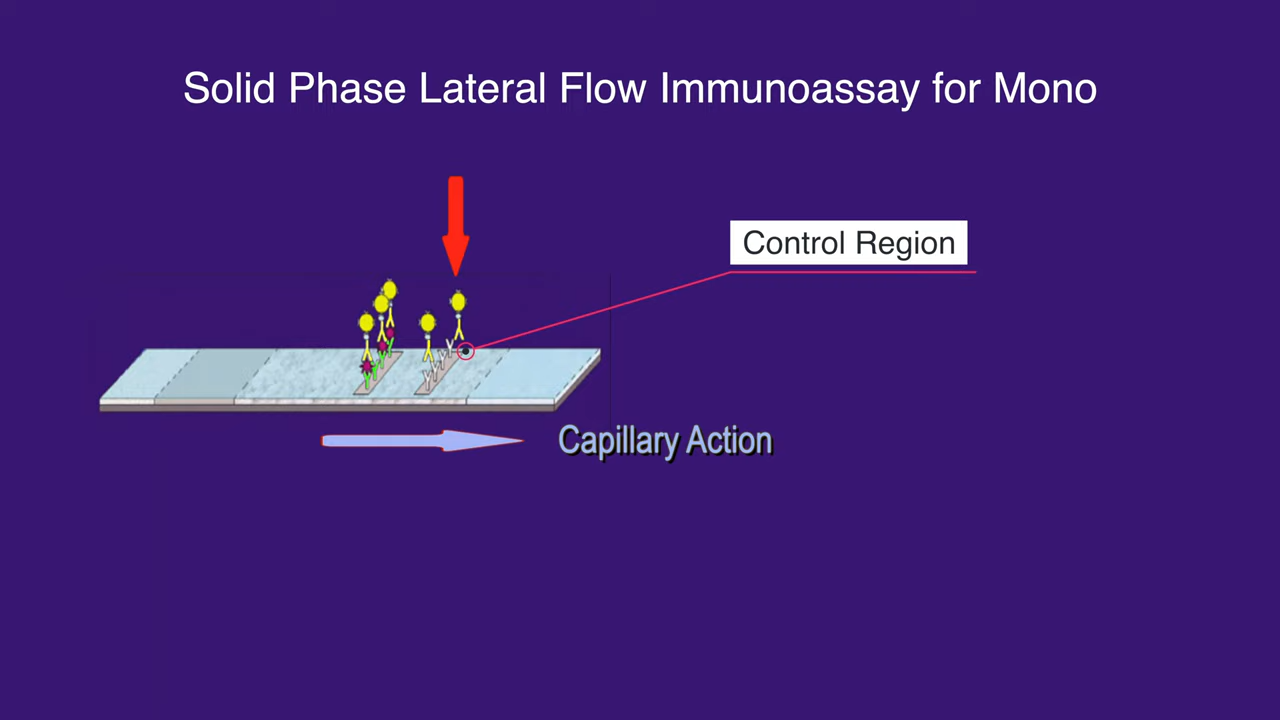 Solid Phase Lateral Flow Immunoassay for Mono
Control Region
Capillary Action